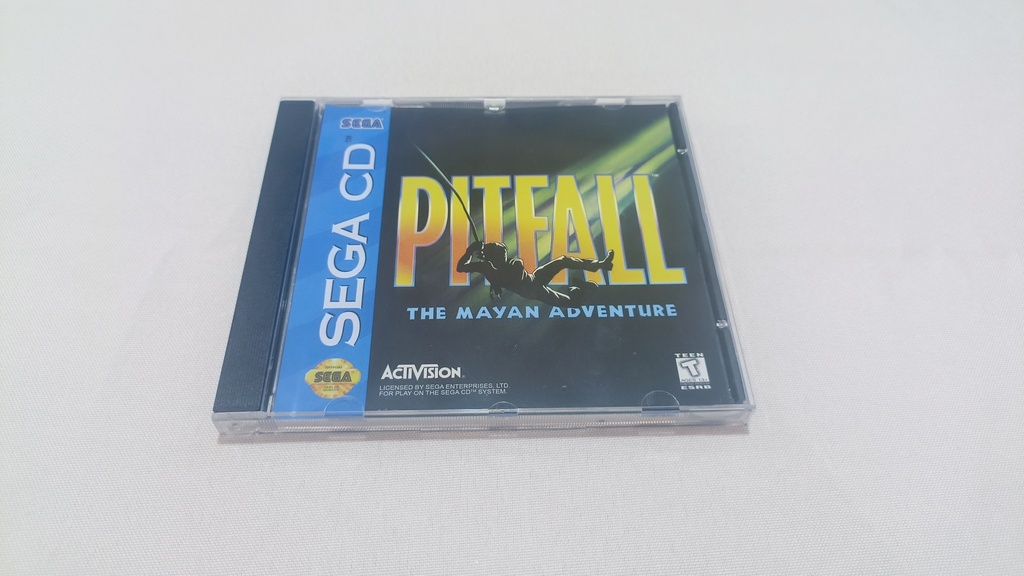 SEGA
SEGA CD
PITFALL
THE MAYAN ADVENTURE
ACTIVISION
LICENSED BY SEGA ENTERPRISES, LTD.
FOR PLAY ON THE SEGA CD™ SYSTEM.
SEGA
TEEN
T
ESRB